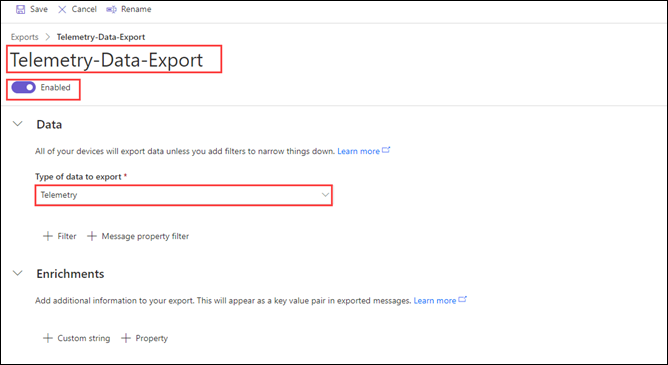 Save Cancel Rename
Exports > Telemetry-Data-Export
Telemetry-Data-Export
Enabled
Data
All of your devices will export data unless you add filters to narrow things down. Learn more
Type of data to export *
Telemetry
+ Filter + Message property filter
Enrichments
Add additional information to your export. This will appear as a key value pair in exported messages. Learn more
+ Custom string + Property